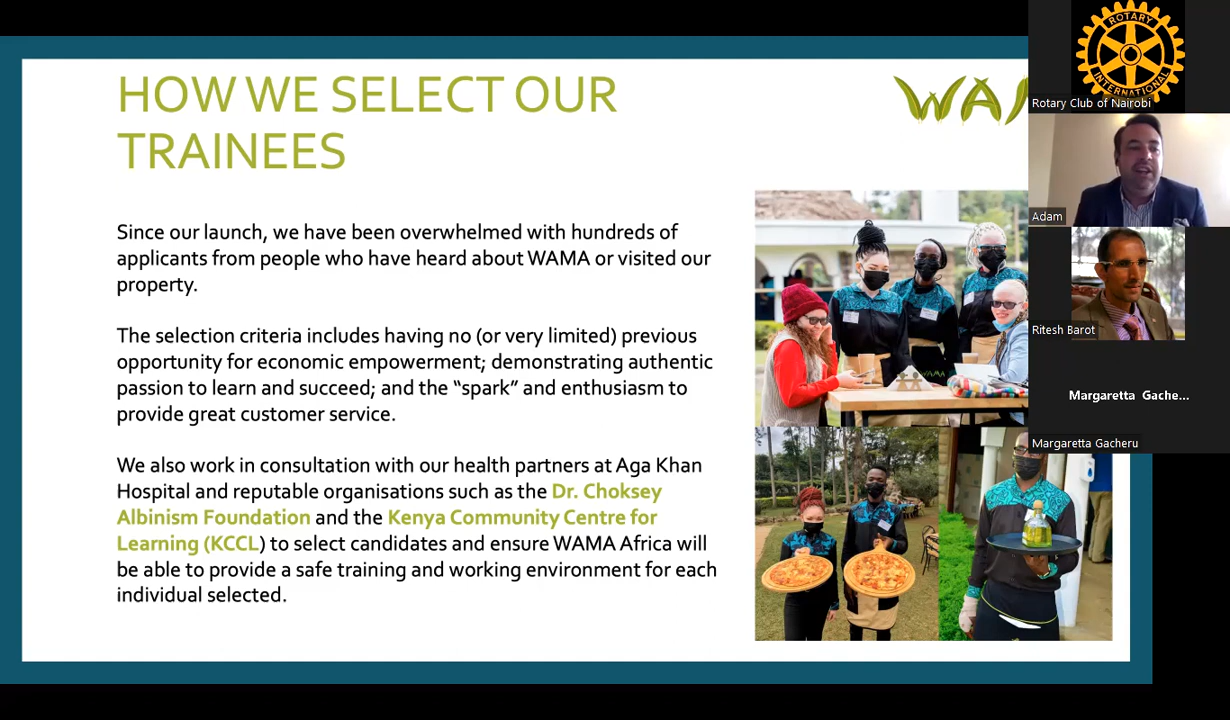 HOW WE SELECT OUR
TRAINEES
WA
Since our launch, we have been overwhelmed with hundreds of
applicants from people who have heard about WAMA or visited our
property.
The selection criteria includes having no (or very limited) previous
opportunity for economic empowerment; demonstrating authentic
passion to learn and succeed; and the “spark” and enthusiasm to
provide great customer service.
We also work in consultation with our health partners at Aga Khan
Hospital and reputable organisations such as the Dr. Choksey
Albinism Foundation and the Kenya Community Centre for
Learning (KCCL) to select candidates and ensure WAMA Africa will
be able to provide a safe training and working environment for each
individual selected.
WAMA
ROTARY
INTERNATIONAL
Rotary Club of Nairobi
Adam
Ritesh Barot
Margaretta Gache...
Margaretta Gacheru